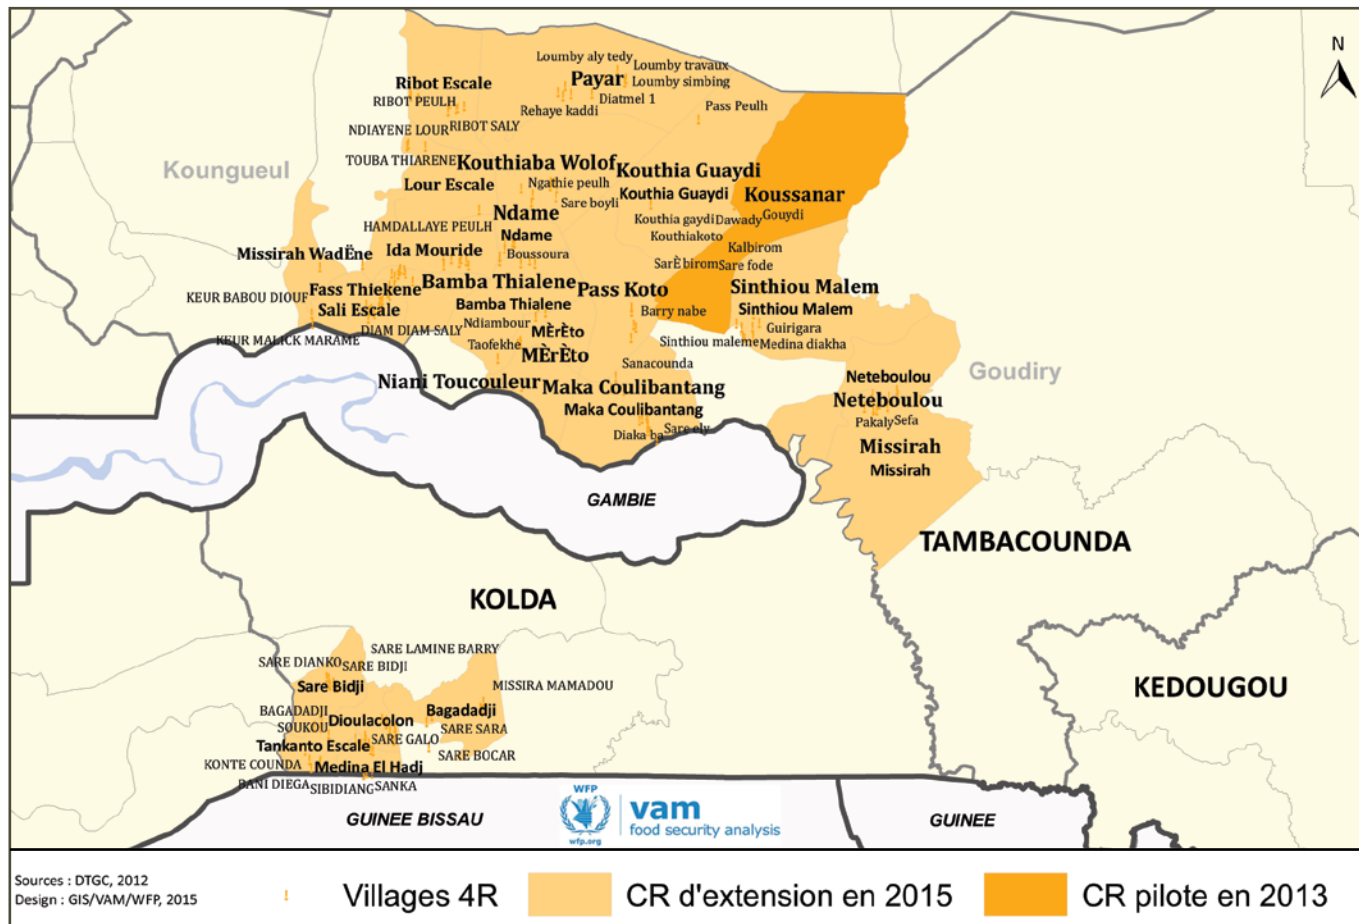 N
Loumby aly tedy
Loumby travaux
Ribot Escale
Payar
Loumby simbing
RIBOT PEULH
Diatmel 1
Rehaye kaddi
Pass Peulh
NDIAYENE LOUR
RIBOT SALY
TOUBA THIARENE
Kouthiaba Wolof
Koungueul
Kouthia Guaydi
Lour Escale
Ngathie peulh
Kouthia Guaydi
Koussanar
Sare boyli
Ndame
Gouydi
HAMDALLAYE PEULH
Kouthia gaydi
Dawady
Ndame
Kouthiakoto
Missirah WadËne
Ida Mouride
Boussoura
Kalbirom
SarÈ birom
Sare fode
Fass Thiekene
Bamba Thialene
Pass Koto
Sinthiou Malem
KEUR BABOU DIOUF
Bamba Thialene
Sali Escale
Barry nabe
Sinthiou Malem
DIAM DIAM SALY
Ndiambour
MÈrÈto
Guirigara
KEUR MALICK MARAME
Taofekhe
Sinthiou maleme
Medina diakha
MÈrÈto
Sanacounda
Goudiry
Niani Toucouleur
Maka Coulibantang
Neteboulou
Maka Coulibantang
Neteboulou
Diaka ba
Sare ely
Pakaly
Sefa
Missirah
Missirah
GAMBIE
TAMBACOUNDA
KOLDA
SARE LAMINE BARRY
SARE DIANKO
SARE BIDJI
Sare Bidji
MISSIRA MAMADOU
KEDOUGOU
BAGADADJI
Dioulacolon
Bagadadji
SOUKOU
SARE SARA
Tankanto Escale
SARE GALO
SARE BOCAR
KONTE COUNDA
Medina El Hadj
BANI DIEGA
SIBIDIANG
SANKA
GUINEE BISSAU
WFP
wfp.org
vam
food security analysis
GUINEE
Sources : DTGC, 2012
Design : GIS/VAM/WFP, 2015
Villages 4R
CR d'extension en 2015
CR pilote en 2013